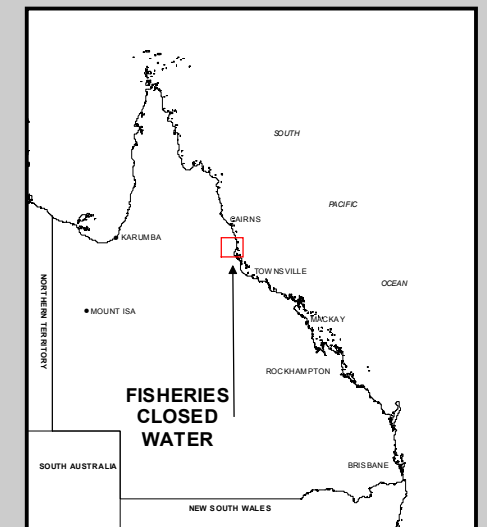 SOUTH
PACIFIC
CAIRNS
KARUMBA
TOWNSVILLE
OCEAN
NORTHERN TERRITORY
MOUNT ISA
MACKAY
ROCKHAMPTON
FISHERIES
CLOSED
WATER
SOUTH AUSTRALIA
BRISBANE
NEW SOUTH WALES